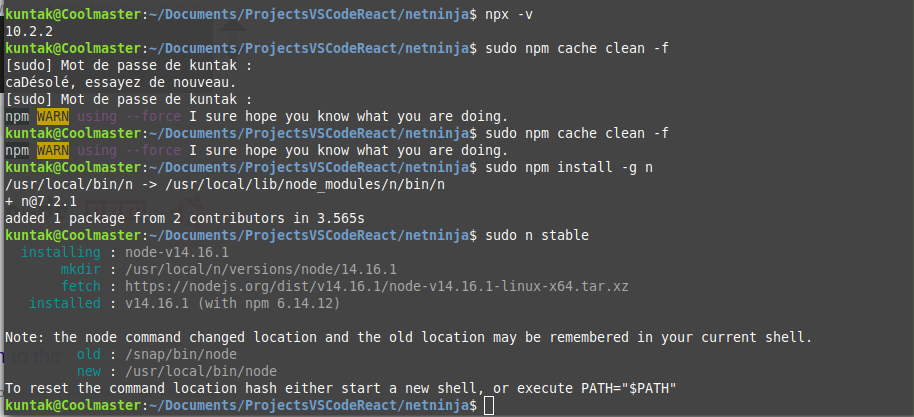 kuntak@Coolmaster:~/Documents/ProjectsVSCodeReact/netninja$ npx -v
10.2.2
kuntak@Coolmaster:~/Documents/ProjectsVSCodeReact/netninja$ sudo npm cache clean -f
[sudo] Mot de passe de kuntak :
caDésolé, essayez de nouveau.
[sudo] Mot de passe de kuntak :
npm WARN using --force I sure hope you know what you are doing.
kuntak@Coolmaster:~/Documents/ProjectsVSCodeReact/netninja$ sudo npm cache clean -f
npm WARN using --force I sure hope you know what you are doing.
kuntak@Coolmaster:~/Documents/ProjectsVSCodeReact/netninja$ sudo npm install -g n
/usr/local/bin/n -> /usr/local/lib/node_modules/n/bin/n
+ n@7.2.1
added 1 package from 2 contributors in 3.565s
kuntak@Coolmaster:~/Documents/ProjectsVSCodeReact/netninja$ sudo n stable
installing : node-v14.16.1
mkdir : /usr/local/n/versions/node/14.16.1
fetch : https://nodejs.org/dist/v14.16.1/node-v14.16.1-linux-x64.tar.xz
installed : v14.16.1 (with npm 6.14.12)
Note: the node command changed location and the old location may be remembered in your current shell.
old : /snap/bin/node
new : /usr/local/bin/node
To reset the command location hash either start a new shell, or execute PATH="$PATH"
kuntak@Coolmaster:~/Documents/ProjectsVSCodeReact/netninja$